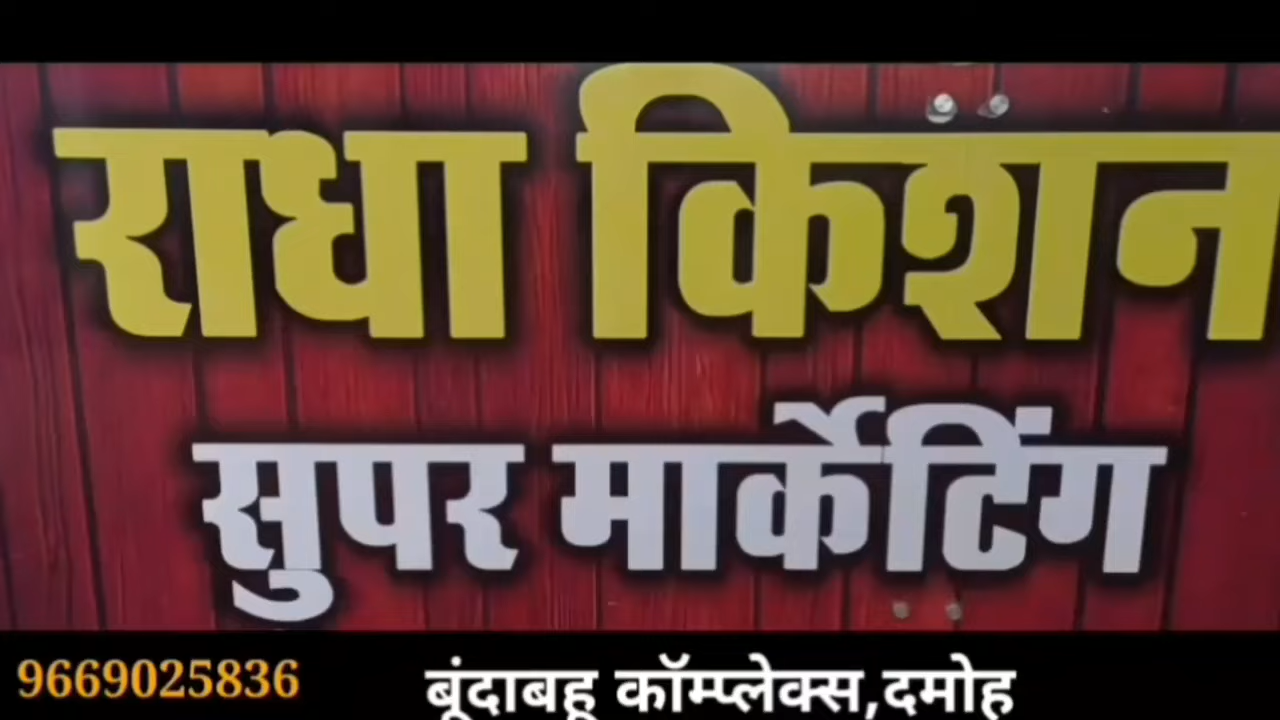 राधा किशन
सुपर मार्केटिंग
9669025836 बूंदाबहू कॉम्प्लेक्स,दमोह